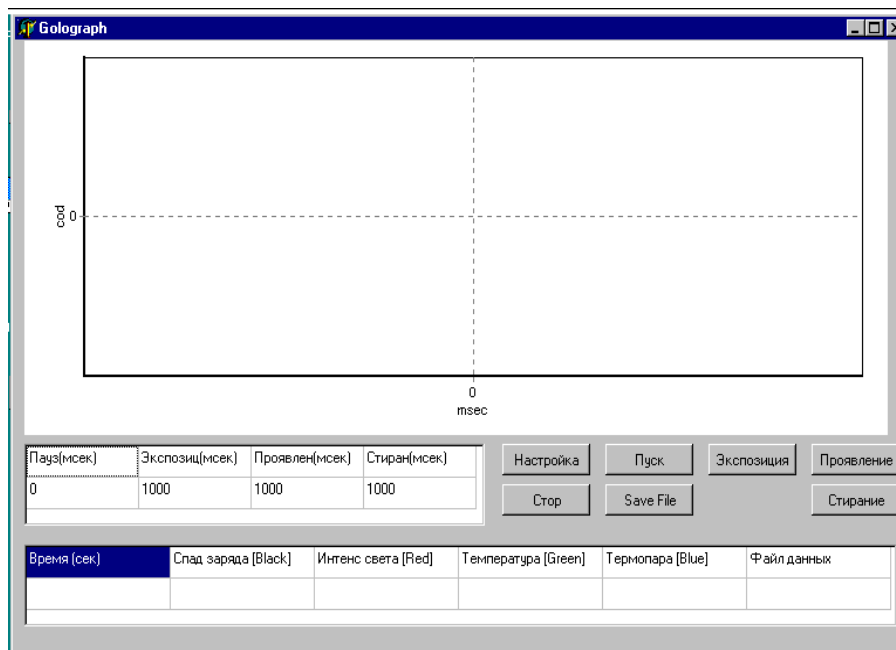 Golograph
cod 0
0
msec
Пауз(мсек) Экспозиц(мсек) Проявлен(мсек) Стиран(мсек)
0 1000 1000 1000
Настройка Пуск Экспозиция Проявление
Стоп Save File Стирание
Время (сек) Спад заряда [Black] Интенс света [Red] Температура [Green] Термопара [Blue] Файл данных